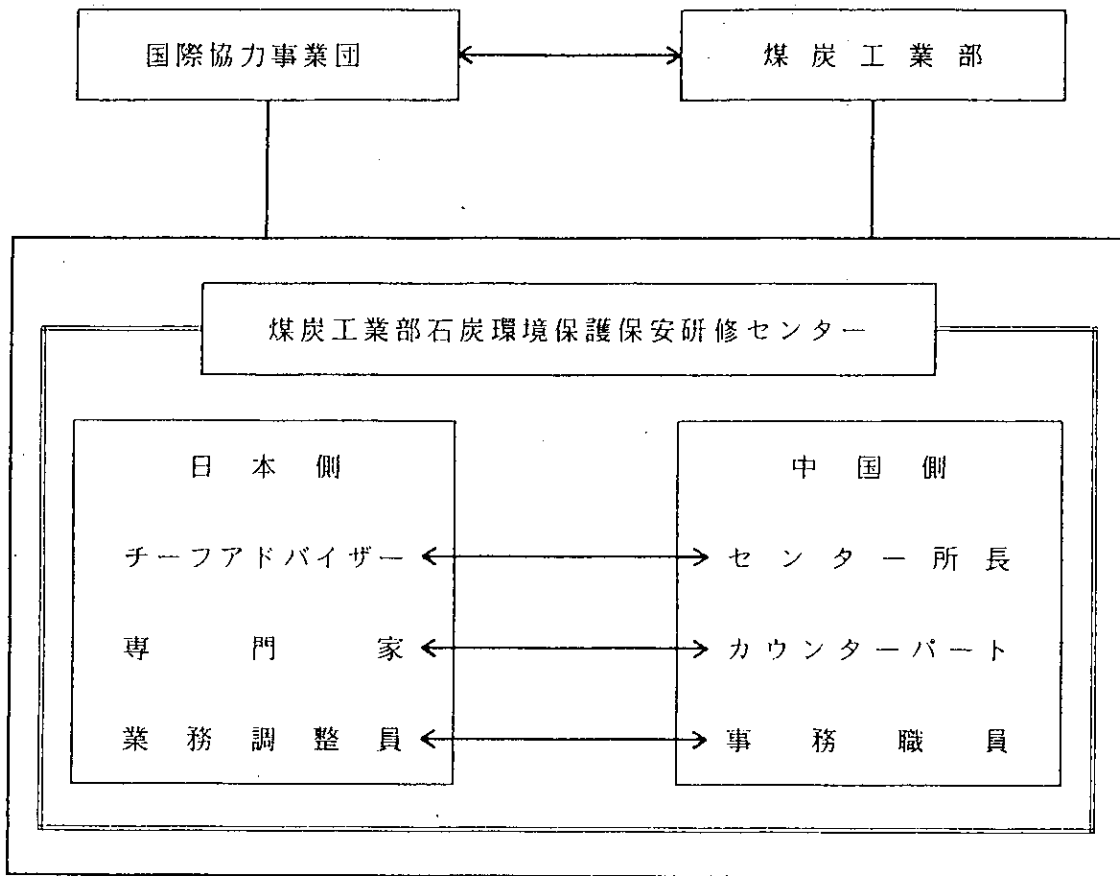 国際協力事業団
煤炭工業部
煤炭工業部石炭環境保護保安研修センター
日本側
中国側
チーフアドバイザー
センター所長
専門家
カウンターパート
業務調整員
事務職員